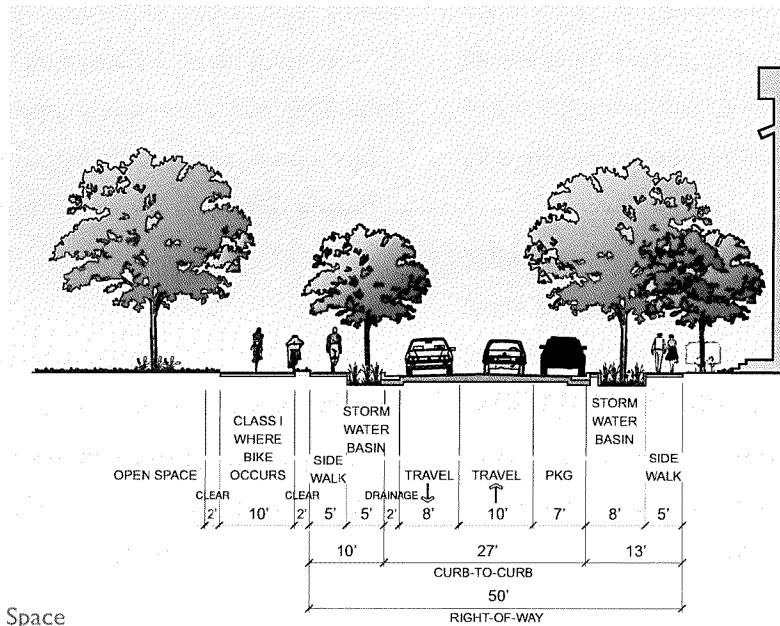 STORM
WATER
BASIN
STORM
WATER
BASIN
CLASS I
WHERE
BIKE
OCCURS
SIDE
WALK
SIDE
WALK
OPEN SPACE
TRAVEL
TRAVEL
PKG
CLEAR
CLEAR
DRAINAGE
2'
10'
2'
5'
5'
2'
8'
10'
7'
8'
5'
10'
27'
13'
CURB-TO-CURB
50'
RIGHT-OF-WAY
Space